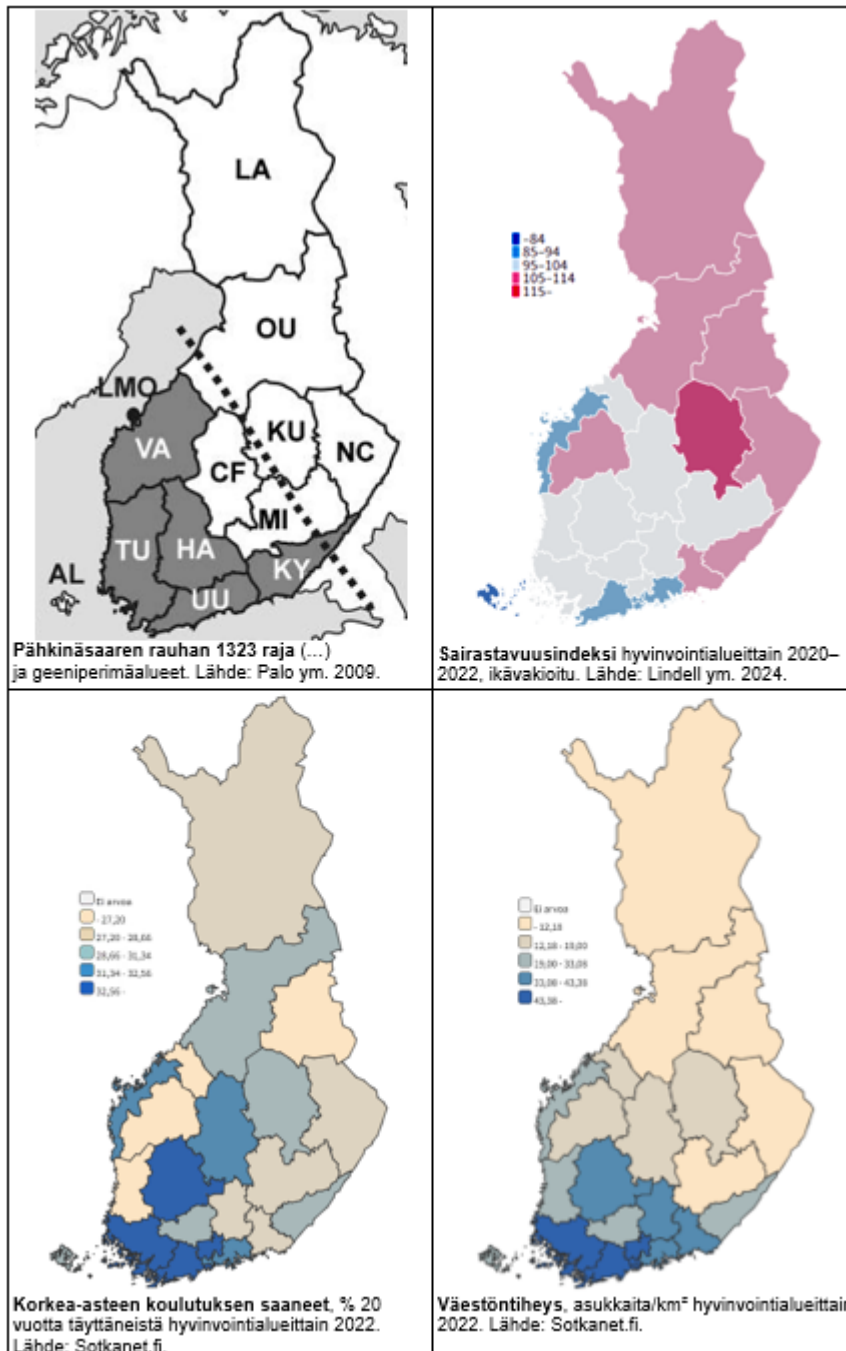 LA
OU
LMO
VA
KU
NC
CF
MI
TU
HA
KY
AL
UU
Pähkinäsaaren rauhan 1323 raja (...)
ja geeniperimäalueet. Lähde: Palo ym. 2009.
-84
85-94
95-104
105-114
115-
Sairastavuusindeksi hyvinvointialueittain 2020–
2022, ikävakioitu. Lähde: Lindell ym. 2024.
Ei arvoa
- 27,20
27,20 - 28,66
28,66 - 31,34
31,34 - 32,56
32,56 -
Korkea-asteen koulutuksen saaneet, % 20
vuotta täyttäneistä hyvinvointialueittain 2022.
Lähde: Sotkanet.fi.
Ei arvoa
- 12,18
12,18 - 19,00
19,00 - 33,08
33,08 - 43,38
43,38 -
Väestöntiheys, asukkaita/km² hyvinvointialueittain
2022. Lähde: Sotkanet.fi.